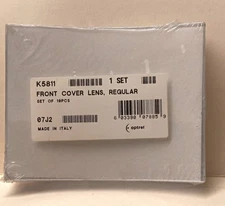 K5811 1 SET
FRONT COVER LENS, REGULAR
SET OF 10PCS
07J2
MADE IN ITALY